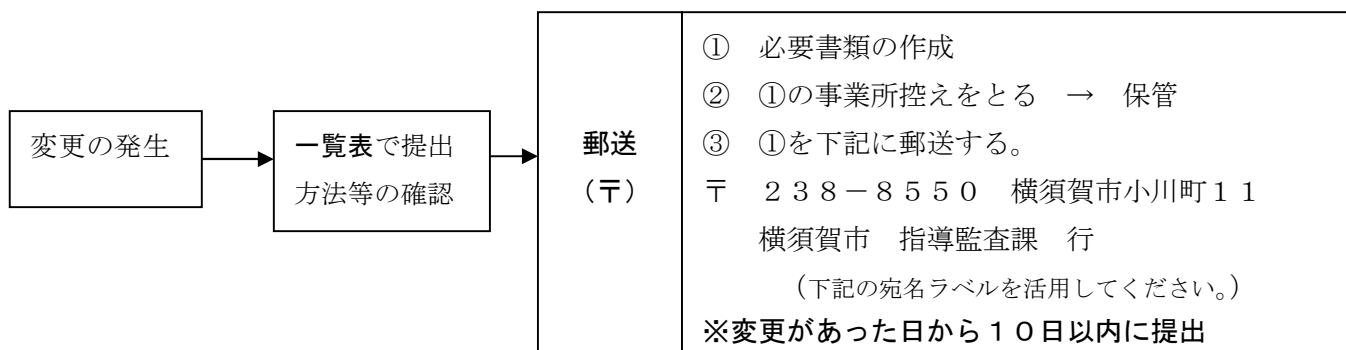 変更の発生
一覧表で提出
方法等の確認
郵送
（〒）
① 必要書類の作成
② ①の事業所控えをとる → 保管
③ ①を下記に郵送する。
〒 ２３８－８５５０ 横須賀市小川町１１
横須賀市 指導監査課 行
（下記の宛名ラベルを活用してください。）
※変更があった日から１０日以内に提出